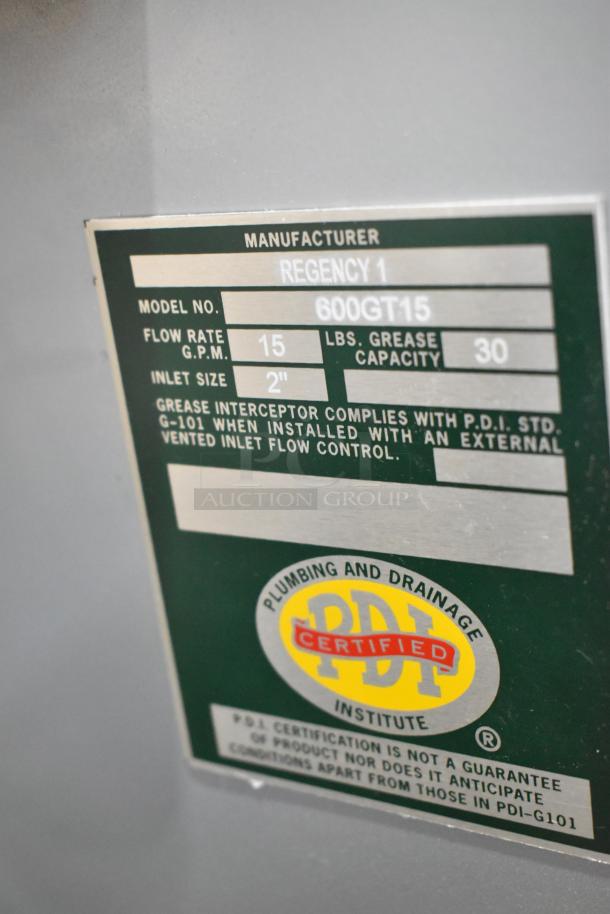 MANUFACTURER
REGENCY 1
MODEL NO. 600GT15
FLOW RATE G.P.M. 15 LBS. GREASE CAPACITY 30
INLET SIZE 2"
GREASE INTERCEPTOR COMPLIES WITH P.D.I. STD.
G-101 WHEN INSTALLED WITH AN EXTERNAL
VENTED INLET FLOW CONTROL.
PCI
AUCTION GROUP
PLUMBING AND DRAINAGE
PDI
CERTIFIED
INSTITUTE
®
P.D.I. CERTIFICATION IS NOT A GUARANTEE
OF PRODUCT NOR DOES IT ANTICIPATE
CONDITIONS APART FROM THOSE IN PDI-G101